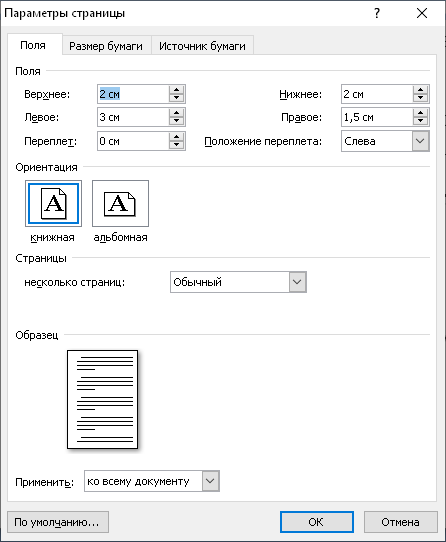 Параметры страницы ? ×
Поля Размер бумаги Источник бумаги
Поля
Верхнее: 2 см Нижнее: 2 см
Левое: 3 см Правое: 1,5 см
Переплет: 0 см Положение переплета: Слева
Ориентация
A A
книжная альбомная
Страницы
несколько страниц: Обычный
Образец
Применить: ко всему документу
По умолчанию... ОК Отмена